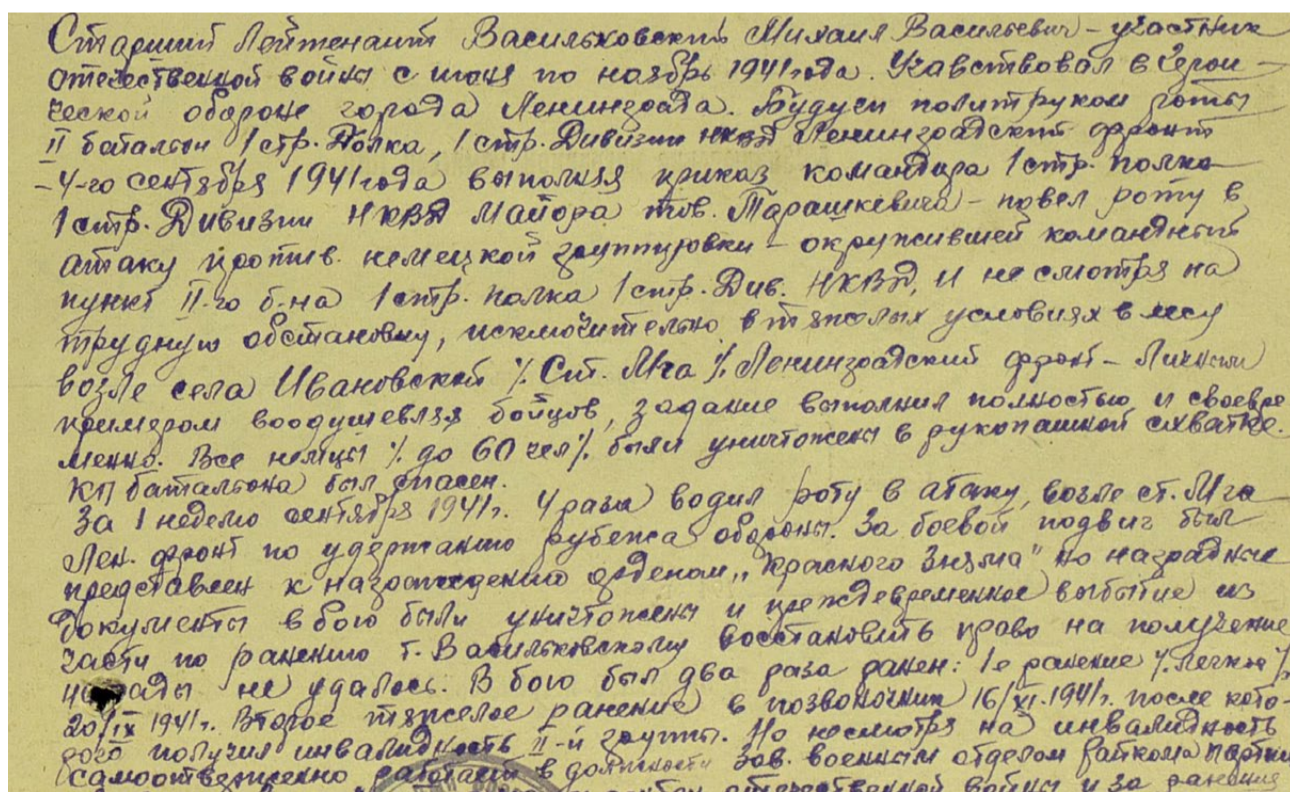 Старший Лейтенант Васильковский Михаил Васильевич – участник
отечественной войны с июня по ноябрь 1941 года. Учавствовал в герои–
ческой обороне города Ленинграда. Будучи политруком роты
II баталион 1 стр. Полка, 1 стр. Дивизии НКВД Ленинградский фронт
– 4-го сентября 1941 года выполняя приказ командира 1 стр. полка
1 стр. Дивизии НКВД Майора тов. Тарашкевича – повел роту в
атаку против. немецкой группировки – окружившей командный
пункт II-го б-на 1 стр. полка 1 стр. Див. НКВД, и не смотря на
трудную обстановку, исключительно в тяжелых условиях в лесу
возле села Ивановской % Ст. Мга % Ленинградский фронт – Личным
примером воодушевляя бойцов, задание выполнил полностью и своевре
менно. Все немцы % до 60 чел % были уничтожены в рукопашной схватке.
КП батальона был спасен.
За 1 неделю сентября 1941 г. 4 раза водил роту в атаку, возле ст. Мга
Лен. фронт по удержанию рубежа обороны. За боевой подвиг был
представлен к награждению орденом „Красного Знамя" но наградные
документы в бою были уничтожены и преждевременное выбытие из
части по ранению т. Васильковскому восстановить право на получение
награды не удалось. В бою был два раза ранен: 1е ранение % легкое %
20/IX 1941 г. Второе тяжелое ранение в позвоночник 16/XI-1941 г. после кото-
рого получил инвалидность II-й группы. Но несмотря на инвалидность
самоотверженно работает в должности Зав. военным отделом райкома партии
отечественной войны и за ранения